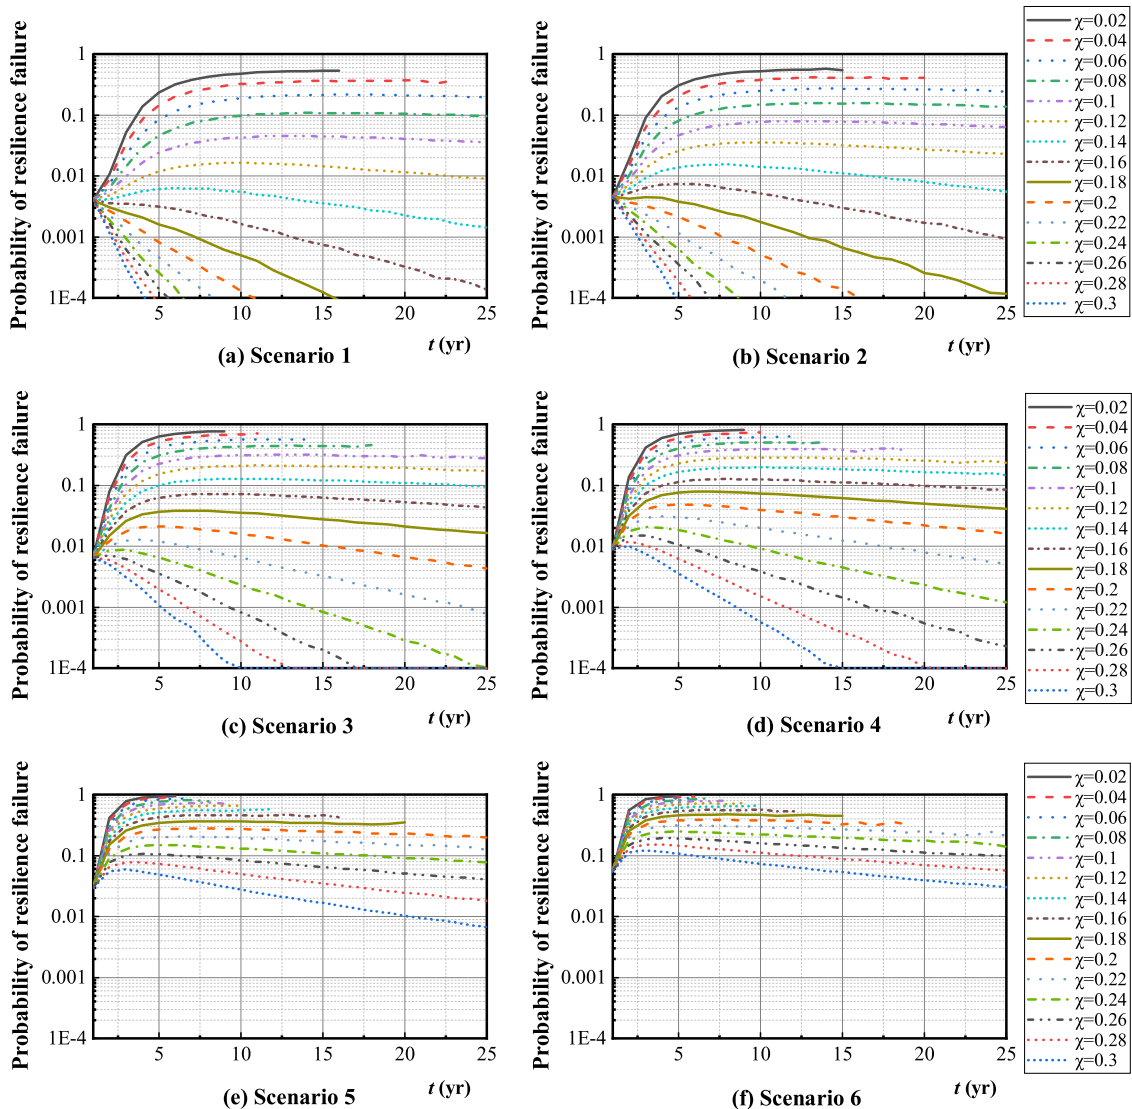 Probability of resilience failure
1
0.1
0.01
0.001
1E-4
5 10 15 20 25
t (yr)
(a) Scenario 1
Probability of resilience failure
1
0.1
0.01
0.001
1E-4
5 10 15 20 25
t (yr)
(b) Scenario 2
χ=0.02
χ=0.04
χ=0.06
χ=0.08
χ=0.1
χ=0.12
χ=0.14
χ=0.16
χ=0.18
χ=0.2
χ=0.22
χ=0.24
χ=0.26
χ=0.28
χ=0.3
Probability of resilience failure
1
0.1
0.01
0.001
1E-4
5 10 15 20 25
t (yr)
(c) Scenario 3
Probability of resilience failure
1
0.1
0.01
0.001
1E-4
5 10 15 20 25
t (yr)
(d) Scenario 4
χ=0.02
χ=0.04
χ=0.06
χ=0.08
χ=0.1
χ=0.12
χ=0.14
χ=0.16
χ=0.18
χ=0.2
χ=0.22
χ=0.24
χ=0.26
χ=0.28
χ=0.3
Probability of resilience failure
1
0.1
0.01
0.001
1E-4
5 10 15 20 25
t (yr)
(e) Scenario 5
Probability of resilience failure
1
0.1
0.01
0.001
1E-4
5 10 15 20 25
t (yr)
(f) Scenario 6
χ=0.02
χ=0.04
χ=0.06
χ=0.08
χ=0.1
χ=0.12
χ=0.14
χ=0.16
χ=0.18
χ=0.2
χ=0.22
χ=0.24
χ=0.26
χ=0.28
χ=0.3